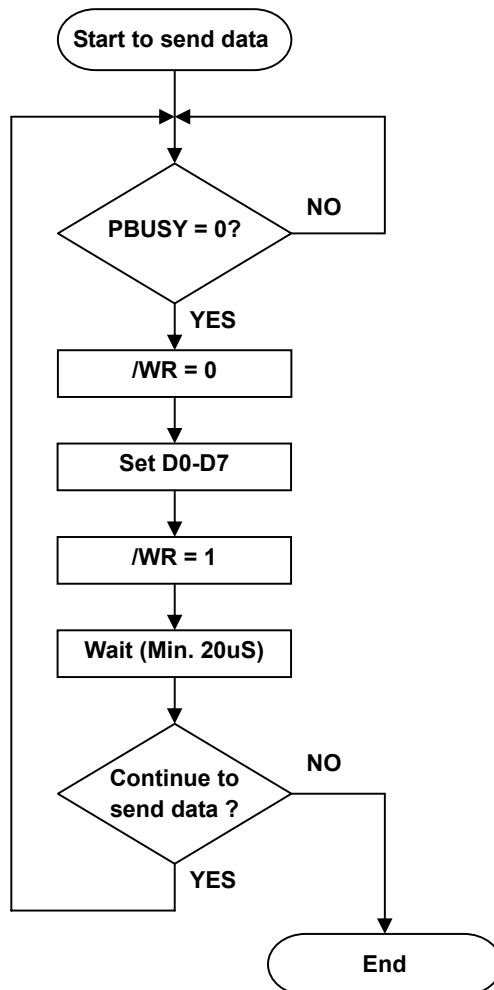 Start to send data
PBUSY = 0?
NO
YES
/WR = 0
Set D0-D7
/WR = 1
Wait (Min. 20uS)
Continue to
send data ?
NO
YES
End